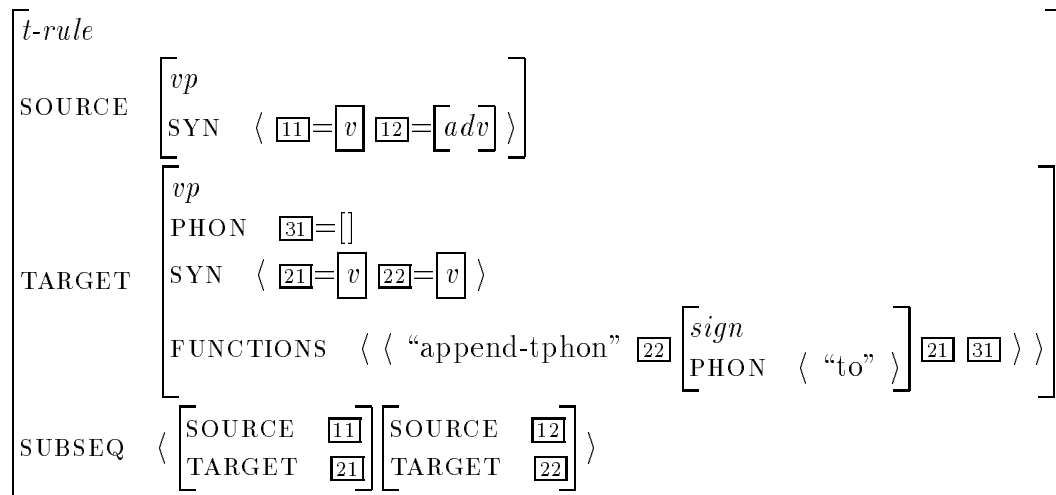 t-rule
SOURCE vp
SYN ⟨ 11=[v] 12=[adv] ⟩
TARGET vp
PHON 31=[]
SYN ⟨ 21=[v] 22=[v] ⟩
FUNCTIONS ⟨ ⟨ “append-tphon” 22 [sign PHON ⟨ “to” ⟩] 21 31 ⟩ ⟩
SUBSEQ ⟨ [SOURCE 11 TARGET 21] [SOURCE 12 TARGET 22] ⟩